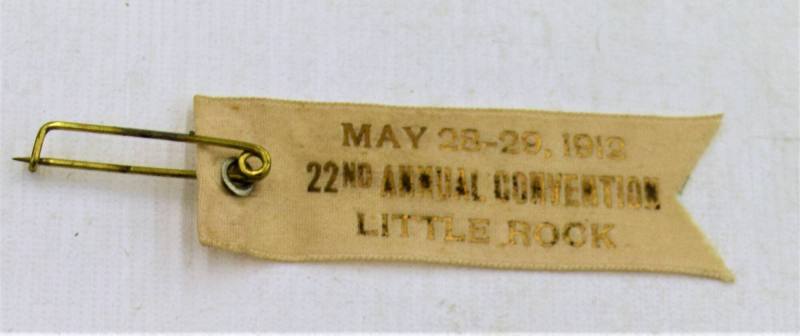 MAY 28-29, 1912
22ND ANNUAL CONVENTION
LITTLE ROCK